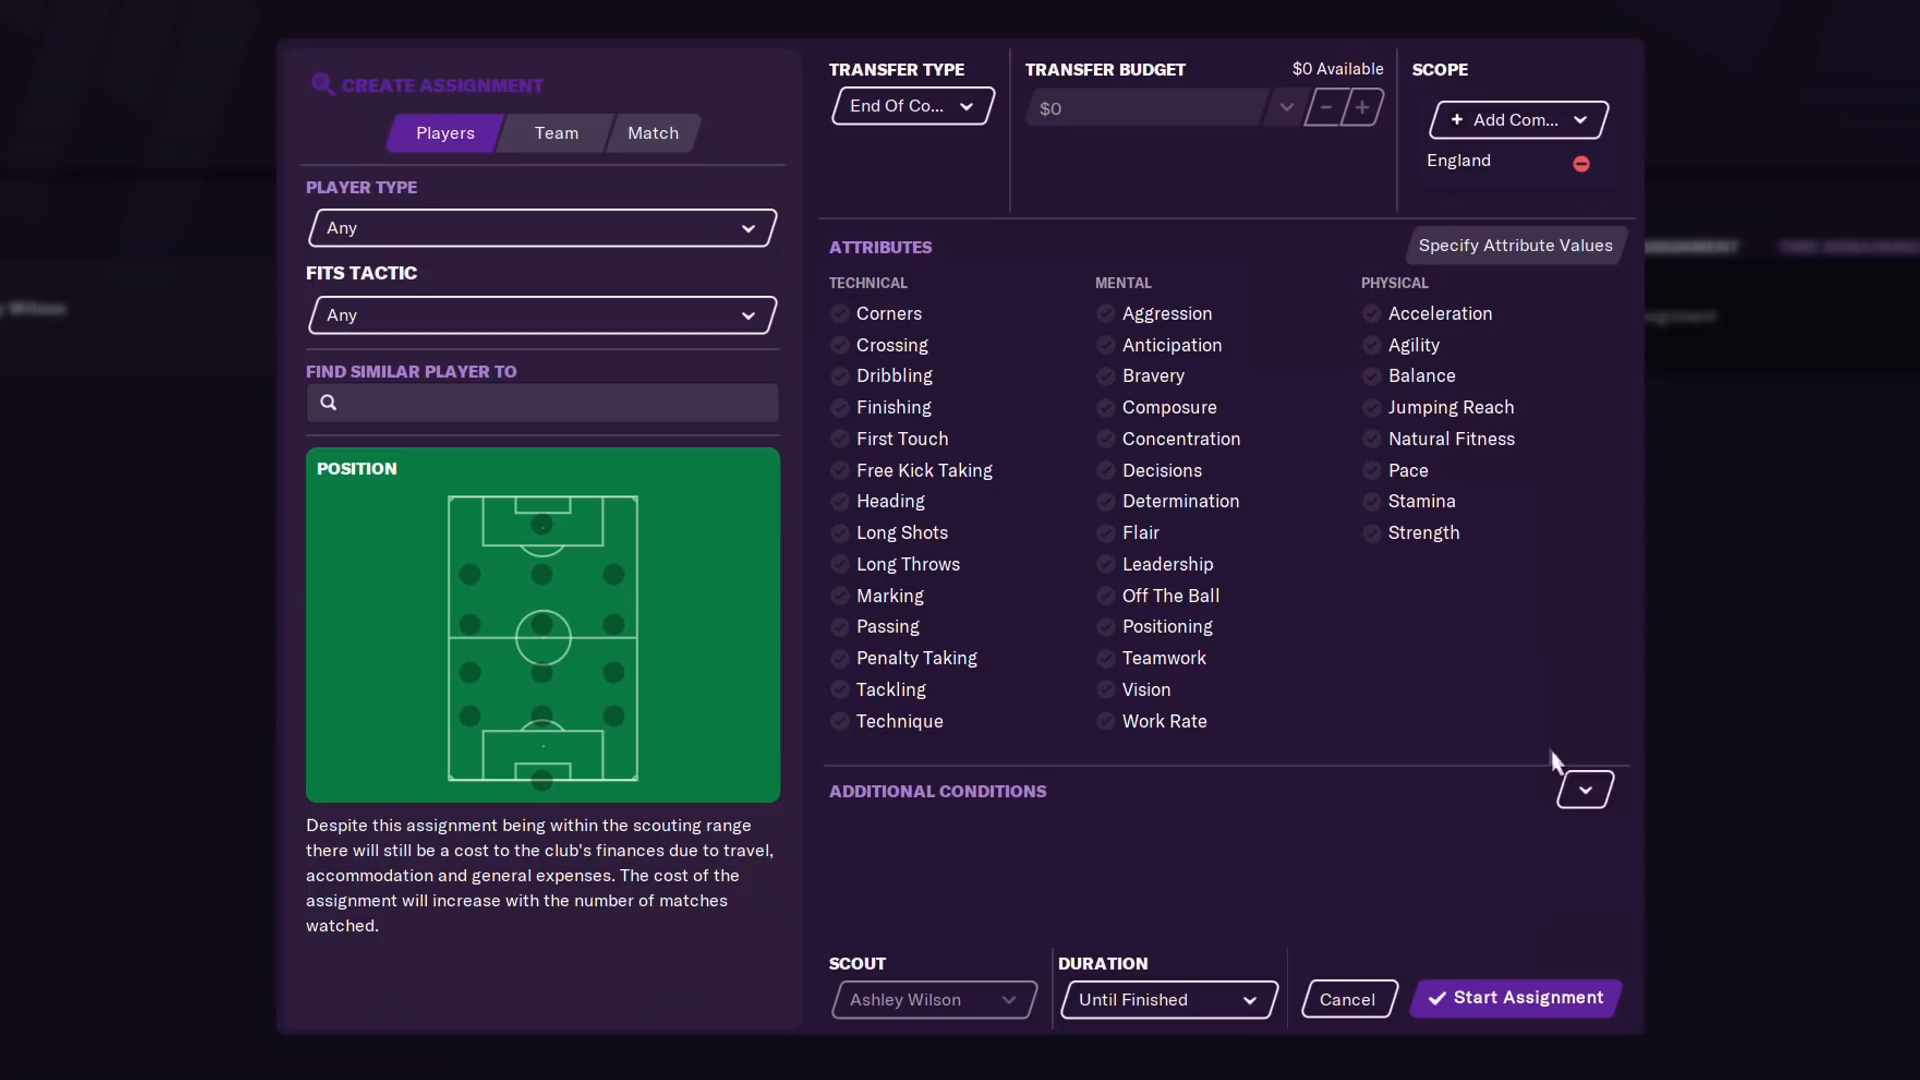 CREATE ASSIGNMENT
Players
Team
Match
PLAYER TYPE
Any
FITS TACTIC
Any
FIND SIMILAR PLAYER TO
POSITION
Despite this assignment being within the scouting range
there will still be a cost to the club's finances due to travel,
accommodation and general expenses. The cost of the
assignment will increase with the number of matches
watched.
TRANSFER TYPE
End Of Co...
TRANSFER BUDGET
$0 Available
$0
SCOPE
+ Add Com...
England
ATTRIBUTES
Specify Attribute Values
TECHNICAL
Corners
Crossing
Dribbling
Finishing
First Touch
Free Kick Taking
Heading
Long Shots
Long Throws
Marking
Passing
Penalty Taking
Tackling
Technique
MENTAL
Aggression
Anticipation
Bravery
Composure
Concentration
Decisions
Determination
Flair
Leadership
Off The Ball
Positioning
Teamwork
Vision
Work Rate
PHYSICAL
Acceleration
Agility
Balance
Jumping Reach
Natural Fitness
Pace
Stamina
Strength
ADDITIONAL CONDITIONS
SCOUT
Ashley Wilson
DURATION
Until Finished
Cancel
Start Assignment